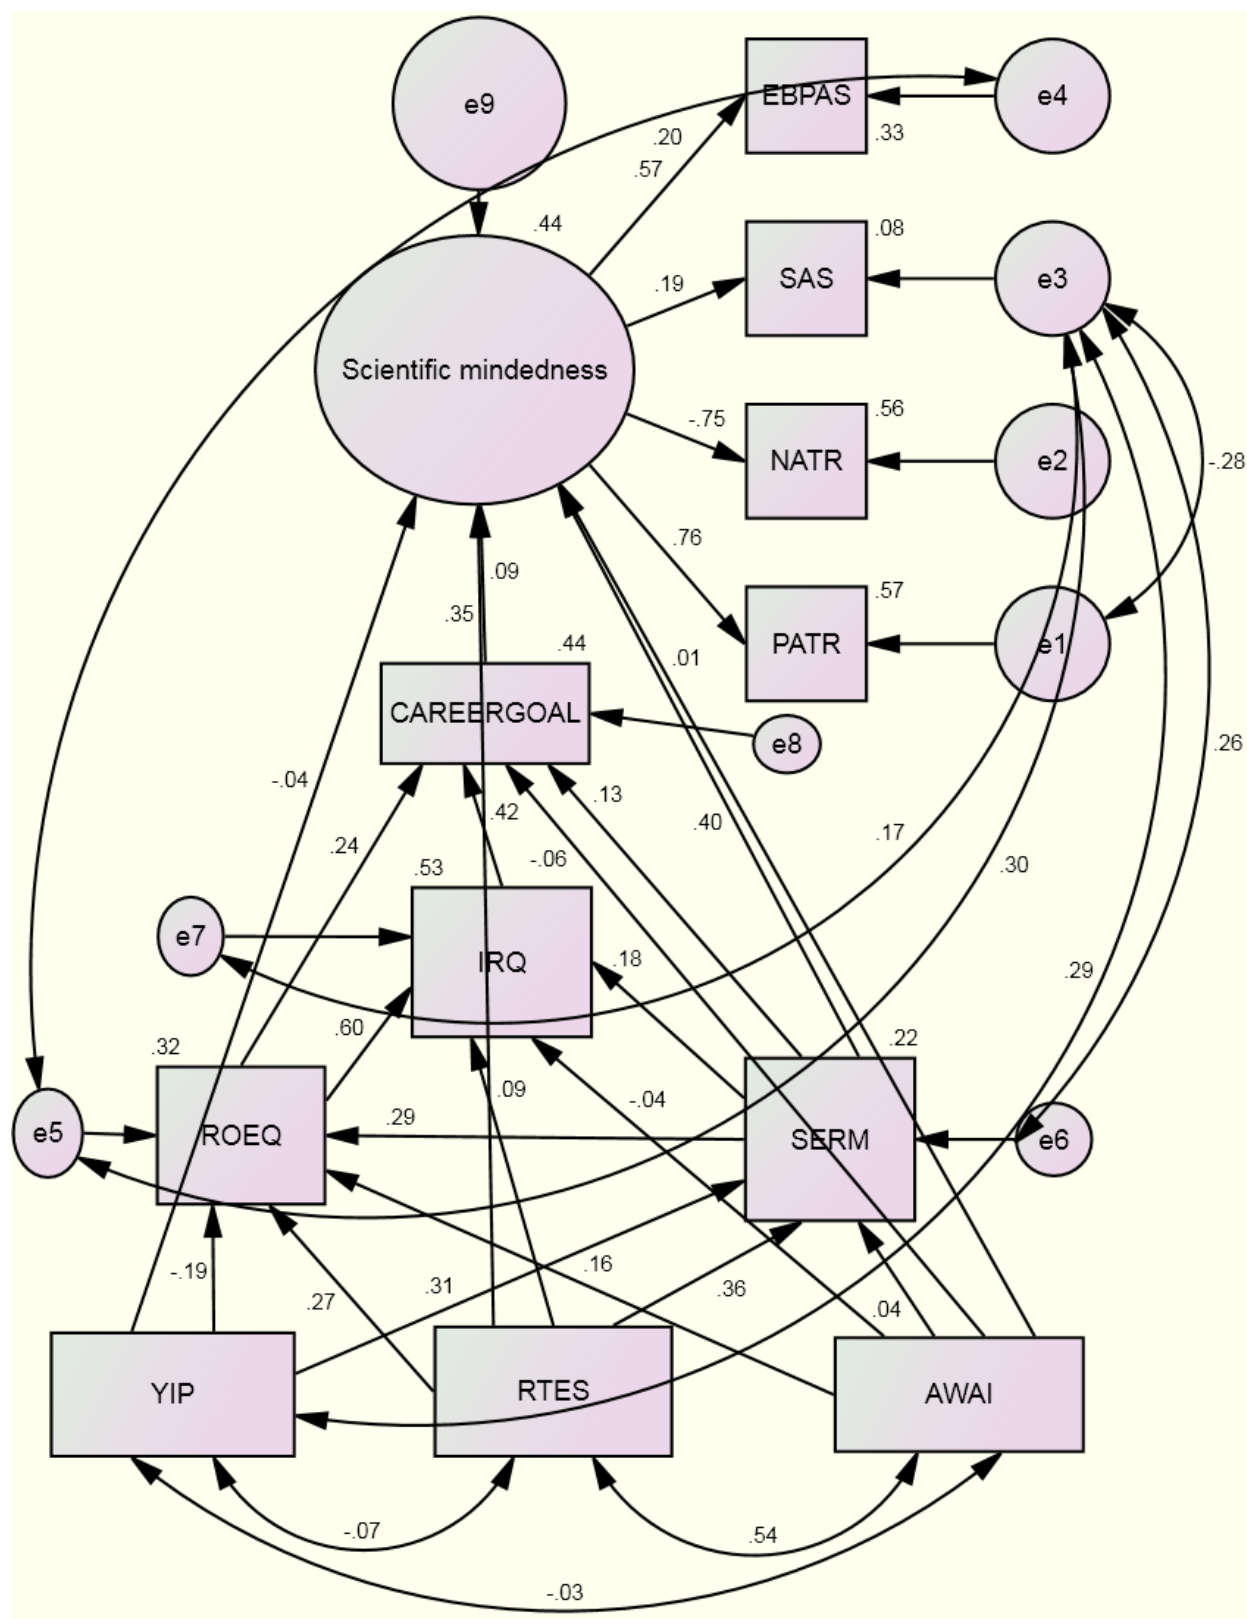 e9
EBPAS
e4
.20
.33
.57
.44
.08
SAS
e3
.19
Scientific mindedness
-.75
.56
NATR
e2
-.28
.76
.09
.35
.57
.44
PATR
e1
.01
CAREERGOAL
e8
.26
-.04
.13
.42
.40
.17
.24
-.06
.53
.30
e7
IRQ
.18
.29
.60
.22
.32
.09
-.04
.29
e5
ROEQ
SERM
e6
-.19
.16
.31
.36
.27
.04
YIP
RTES
AWAI
-.07
.54
-.03